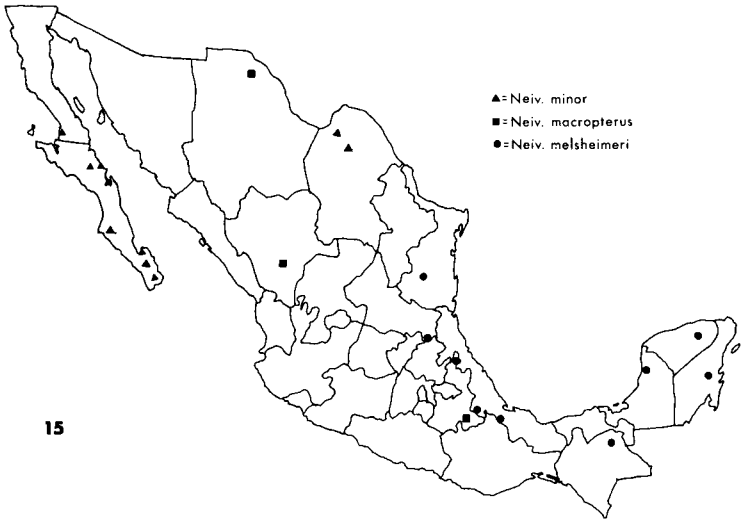 ▲= Neiv. minor
■= Neiv. macropterus
●= Neiv. melsheimeri
15